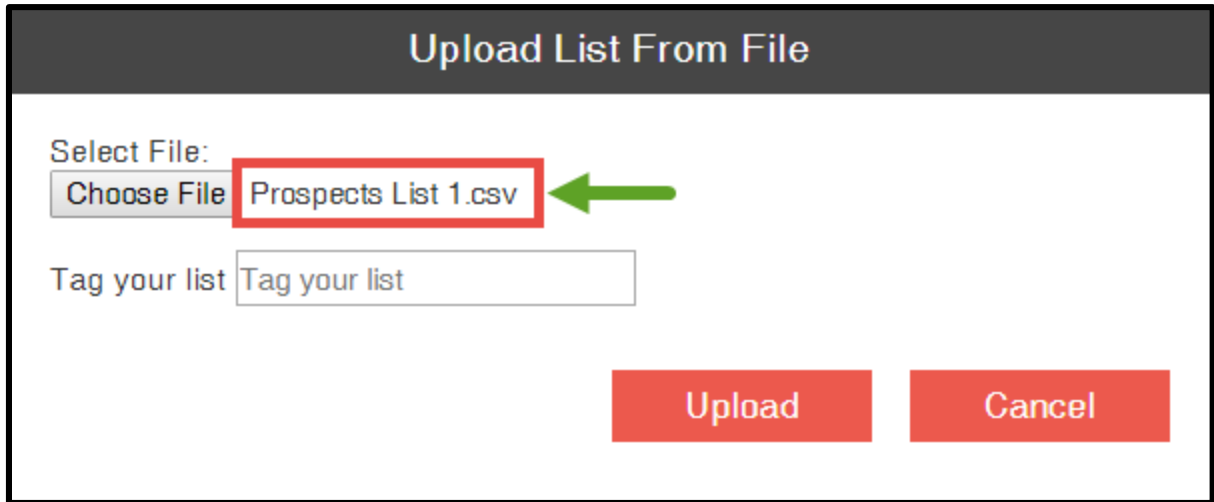 Upload List From File
Select File:
Choose File Prospects List 1.csv
Tag your list Tag your list
Upload Cancel